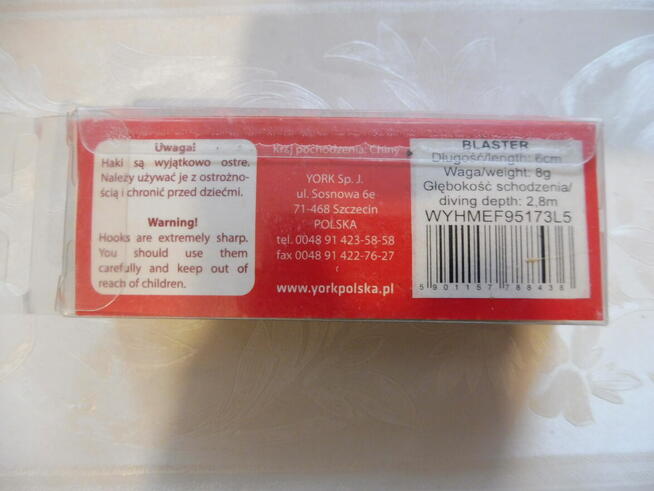 Uwaga!
Haki są wyjątkowo ostre.
Należy używać je z ostrożno-
ścią i chronić przed dziećmi.
Warning!
Hooks are extremely sharp.
You should use them
carefully and keep out of
reach of children.
Kraj pochodzenia: Chiny
YORK Sp. J.
ul. Sosnowa 6e
71-468 Szczecin
POLSKA
tel. 0048 91 423-58-58
fax 0048 91 422-76-27
www.yorkpolska.pl
BLASTER
Długość/length: 6cm
Waga/weight: 8g
Głębokość schodzenia/
diving depth: 2,8m
WYHMEF95173L5
5901157788438